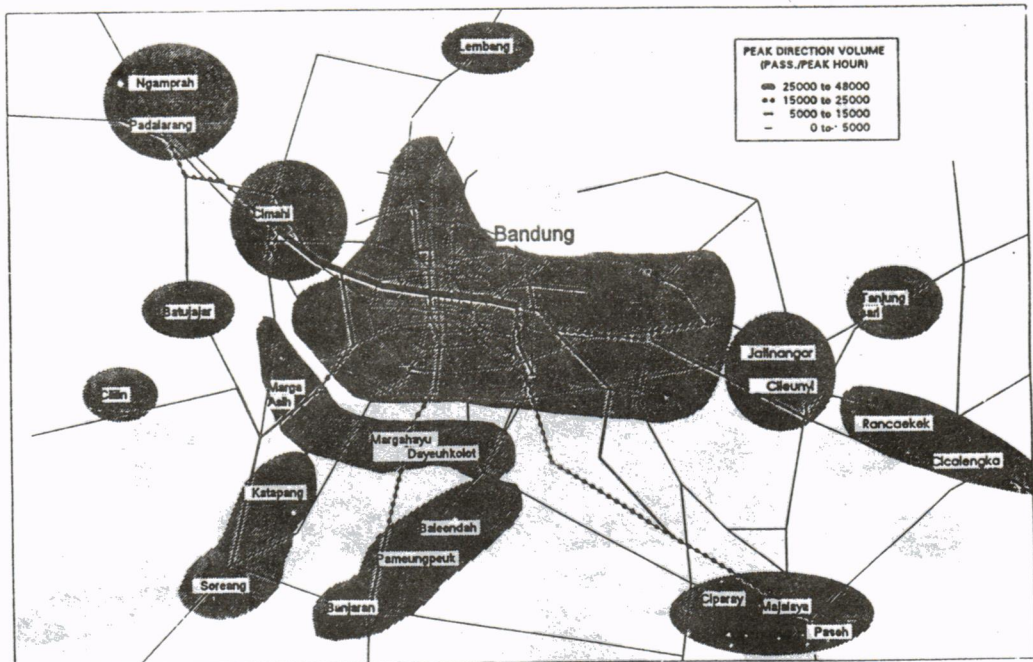 Lembang
PEAK DIRECTION VOLUME
(PASS./PEAK HOUR)
25000 to 48000
15000 to 25000
5000 to 15000
0 to 5000
Ngamprah
Padalarang
Cimahi
Bandung
Batujajar
Tanjung
sari
Jatinangor
Cileunyi
Cililin
Marga
Asih
Rancaekek
Margahayu
Dayeuhkolot
Cicalengka
Katapang
Baleendah
Pameungpeuk
Soreang
Banjaran
Ciparay
Majalaya
Paseh